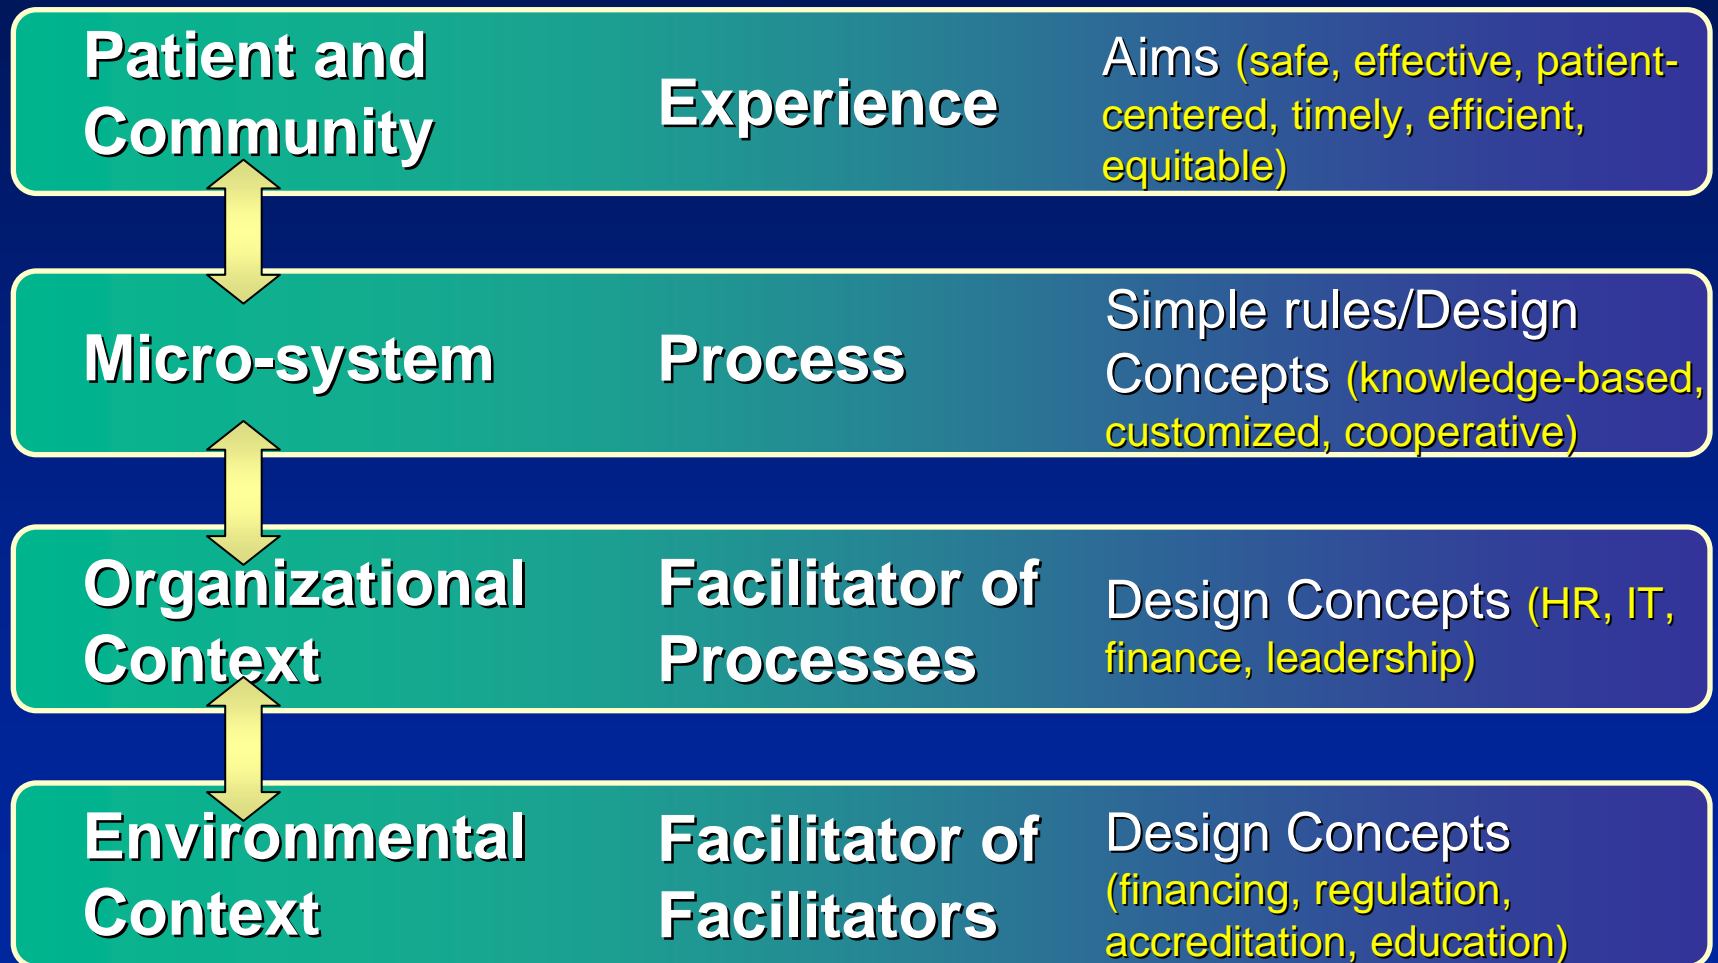 Patient and
Community
Experience
Aims (safe, effective, patient-
centered, timely, efficient,
equitable)
Micro-system
Process
Simple rules/Design
Concepts (knowledge-based,
customized, cooperative)
Organizational
Context
Facilitator of
Processes
Design Concepts (HR, IT,
finance, leadership)
Environmental
Context
Facilitator of
Facilitators
Design Concepts
(financing, regulation,
accreditation, education)